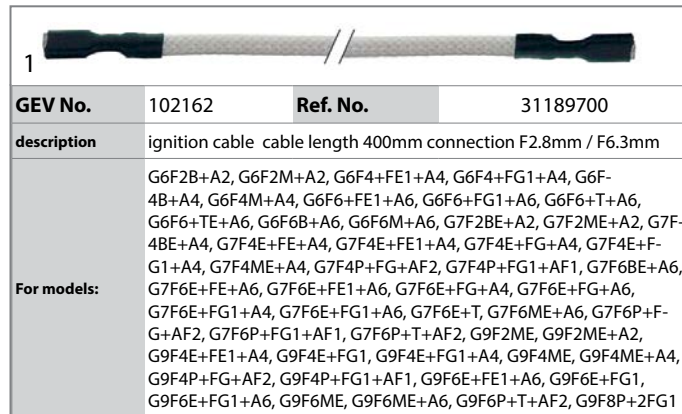 1
GEV No. 102162 Ref. No. 31189700
description ignition cable cable length 400mm connection F2.8mm / F6.3mm
For models:
G6F2B+A2, G6F2M+A2, G6F4+FE1+A4, G6F4+FG1+A4, G6F-
4B+A4, G6F4M+A4, G6F6+FE1+A6, G6F6+FG1+A6, G6F6+T+A6,
G6F6+TE+A6, G6F6B+A6, G6F6M+A6, G7F2BE+A2, G7F2ME+A2, G7F-
4BE+A4, G7F4E+FE+A4, G7F4E+FE1+A4, G7F4E+FG+A4, G7F4E+F-
G1+A4, G7F4ME+A4, G7F4P+FG+AF2, G7F4P+FG1+AF1, G7F6BE+A6,
G7F6E+FE+A6, G7F6E+FE1+A6, G7F6E+FG+A4, G7F6E+FG+A6,
G7F6E+FG1+A4, G7F6E+FG1+A6, G7F6E+T, G7F6ME+A6, G7F6P+F-
G+AF2, G7F6P+FG1+AF1, G7F6P+T+AF2, G9F2ME, G9F2ME+A2,
G9F4E+FE1+A4, G9F4E+FG1, G9F4E+FG1+A4, G9F4ME, G9F4ME+A4,
G9F4P+FG+AF2, G9F4P+FG1+AF1, G9F6E+FE1+A6, G9F6E+FG1,
G9F6E+FG1+A6, G9F6ME, G9F6ME+A6, G9F6P+T+AF2, G9F8P+2FG1